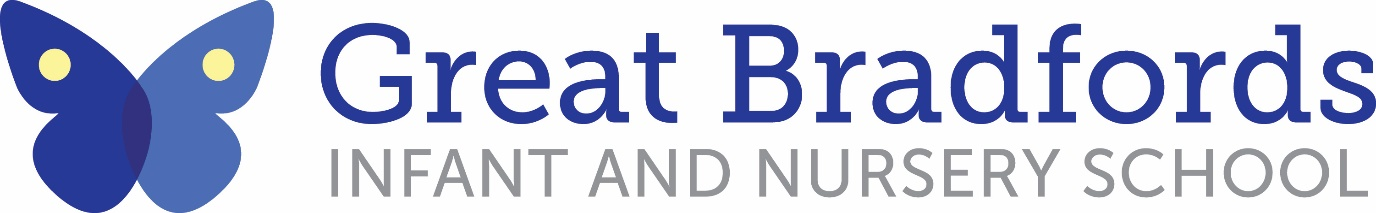 Great Bradfords
INFANT AND NURSERY SCHOOL